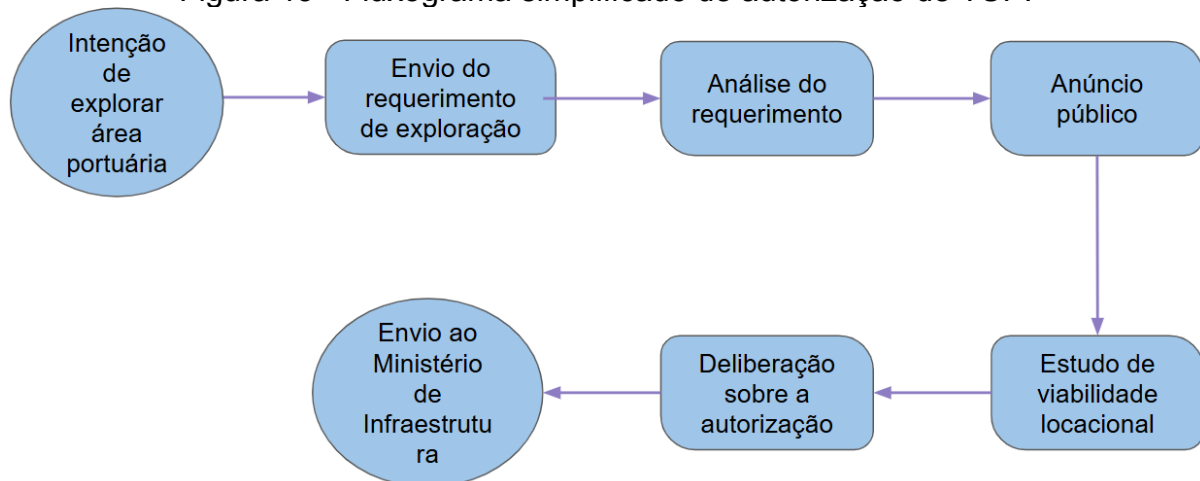 Intenção
de
explorar
área
portuária
Envio do
requerimento
de exploração
Análise do
requerimento
Anúncio
público
Estudo de
viabilidade
locacional
Deliberação
sobre a
autorização
Envio ao
Ministério
de
Infraestrutu
ra